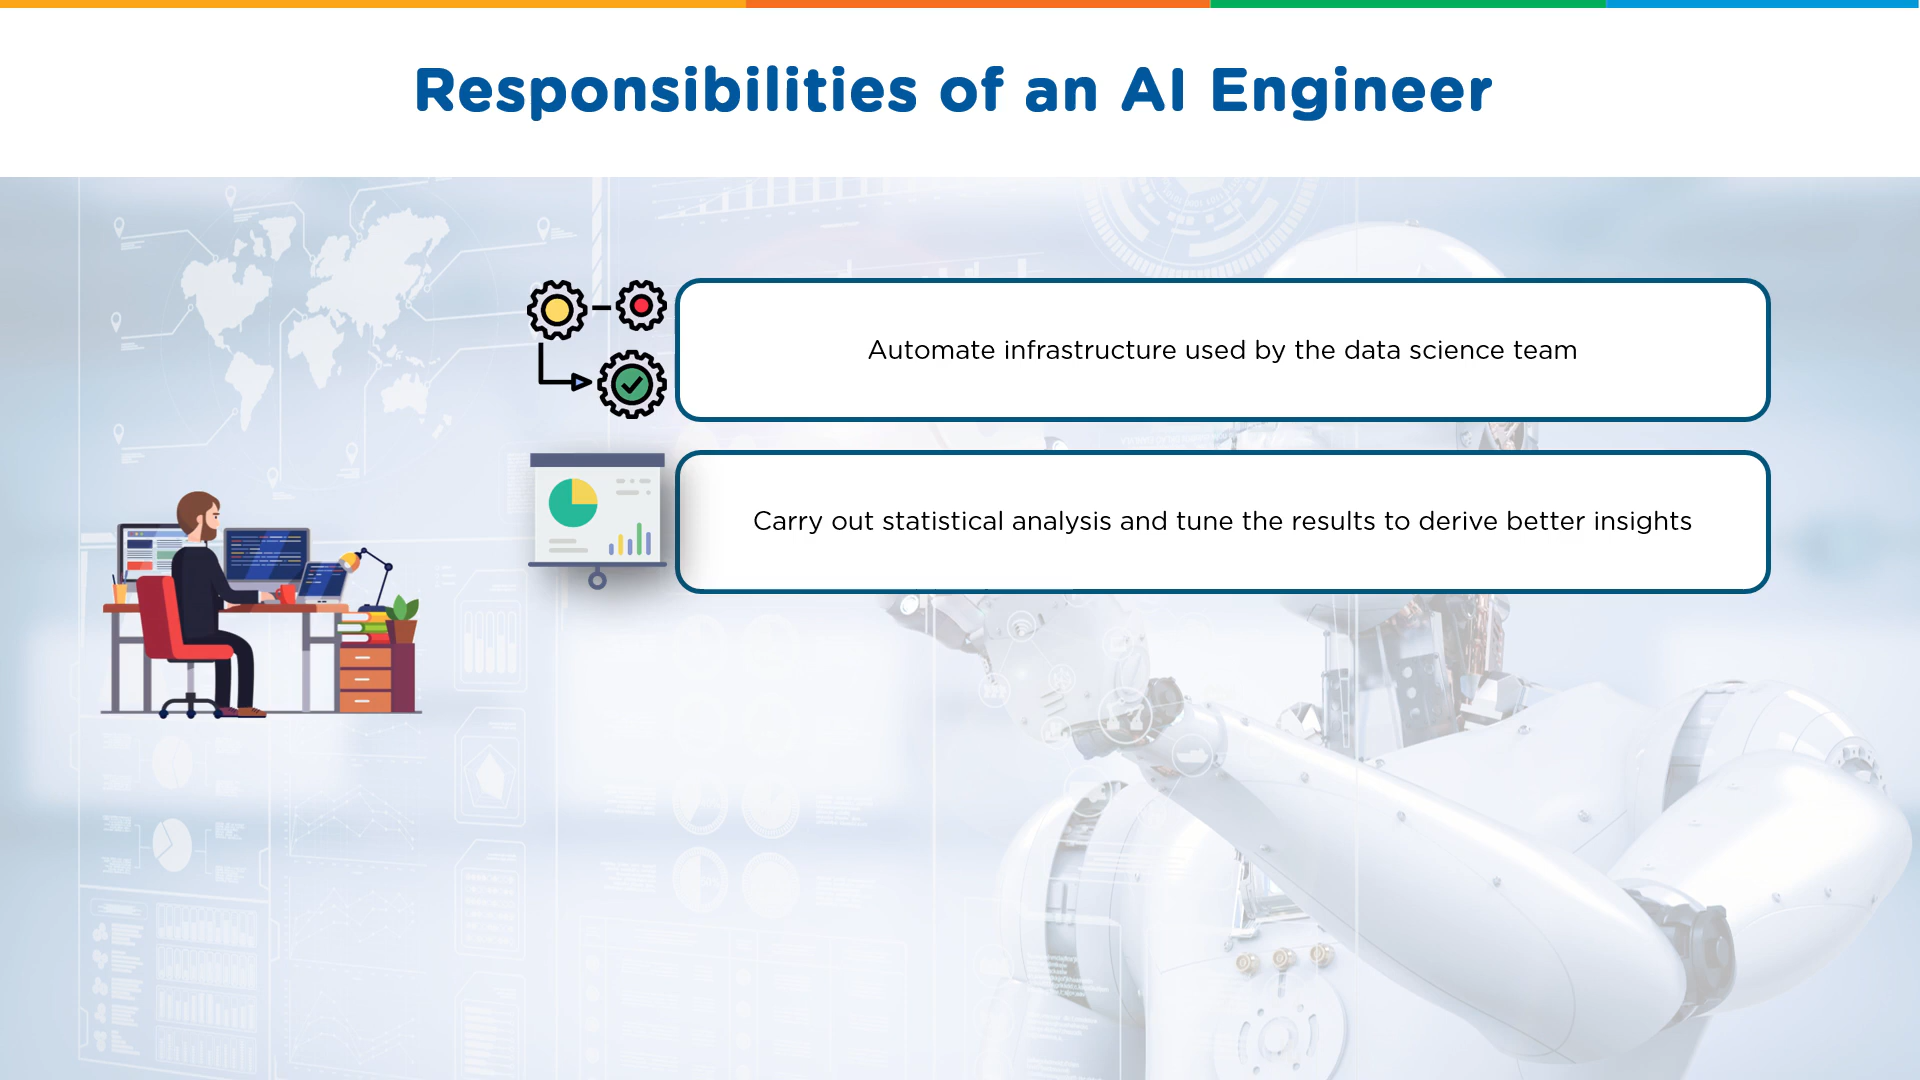 Responsibilities of an AI Engineer
Automate infrastructure used by the data science team
Carry out statistical analysis and tune the results to derive better insights